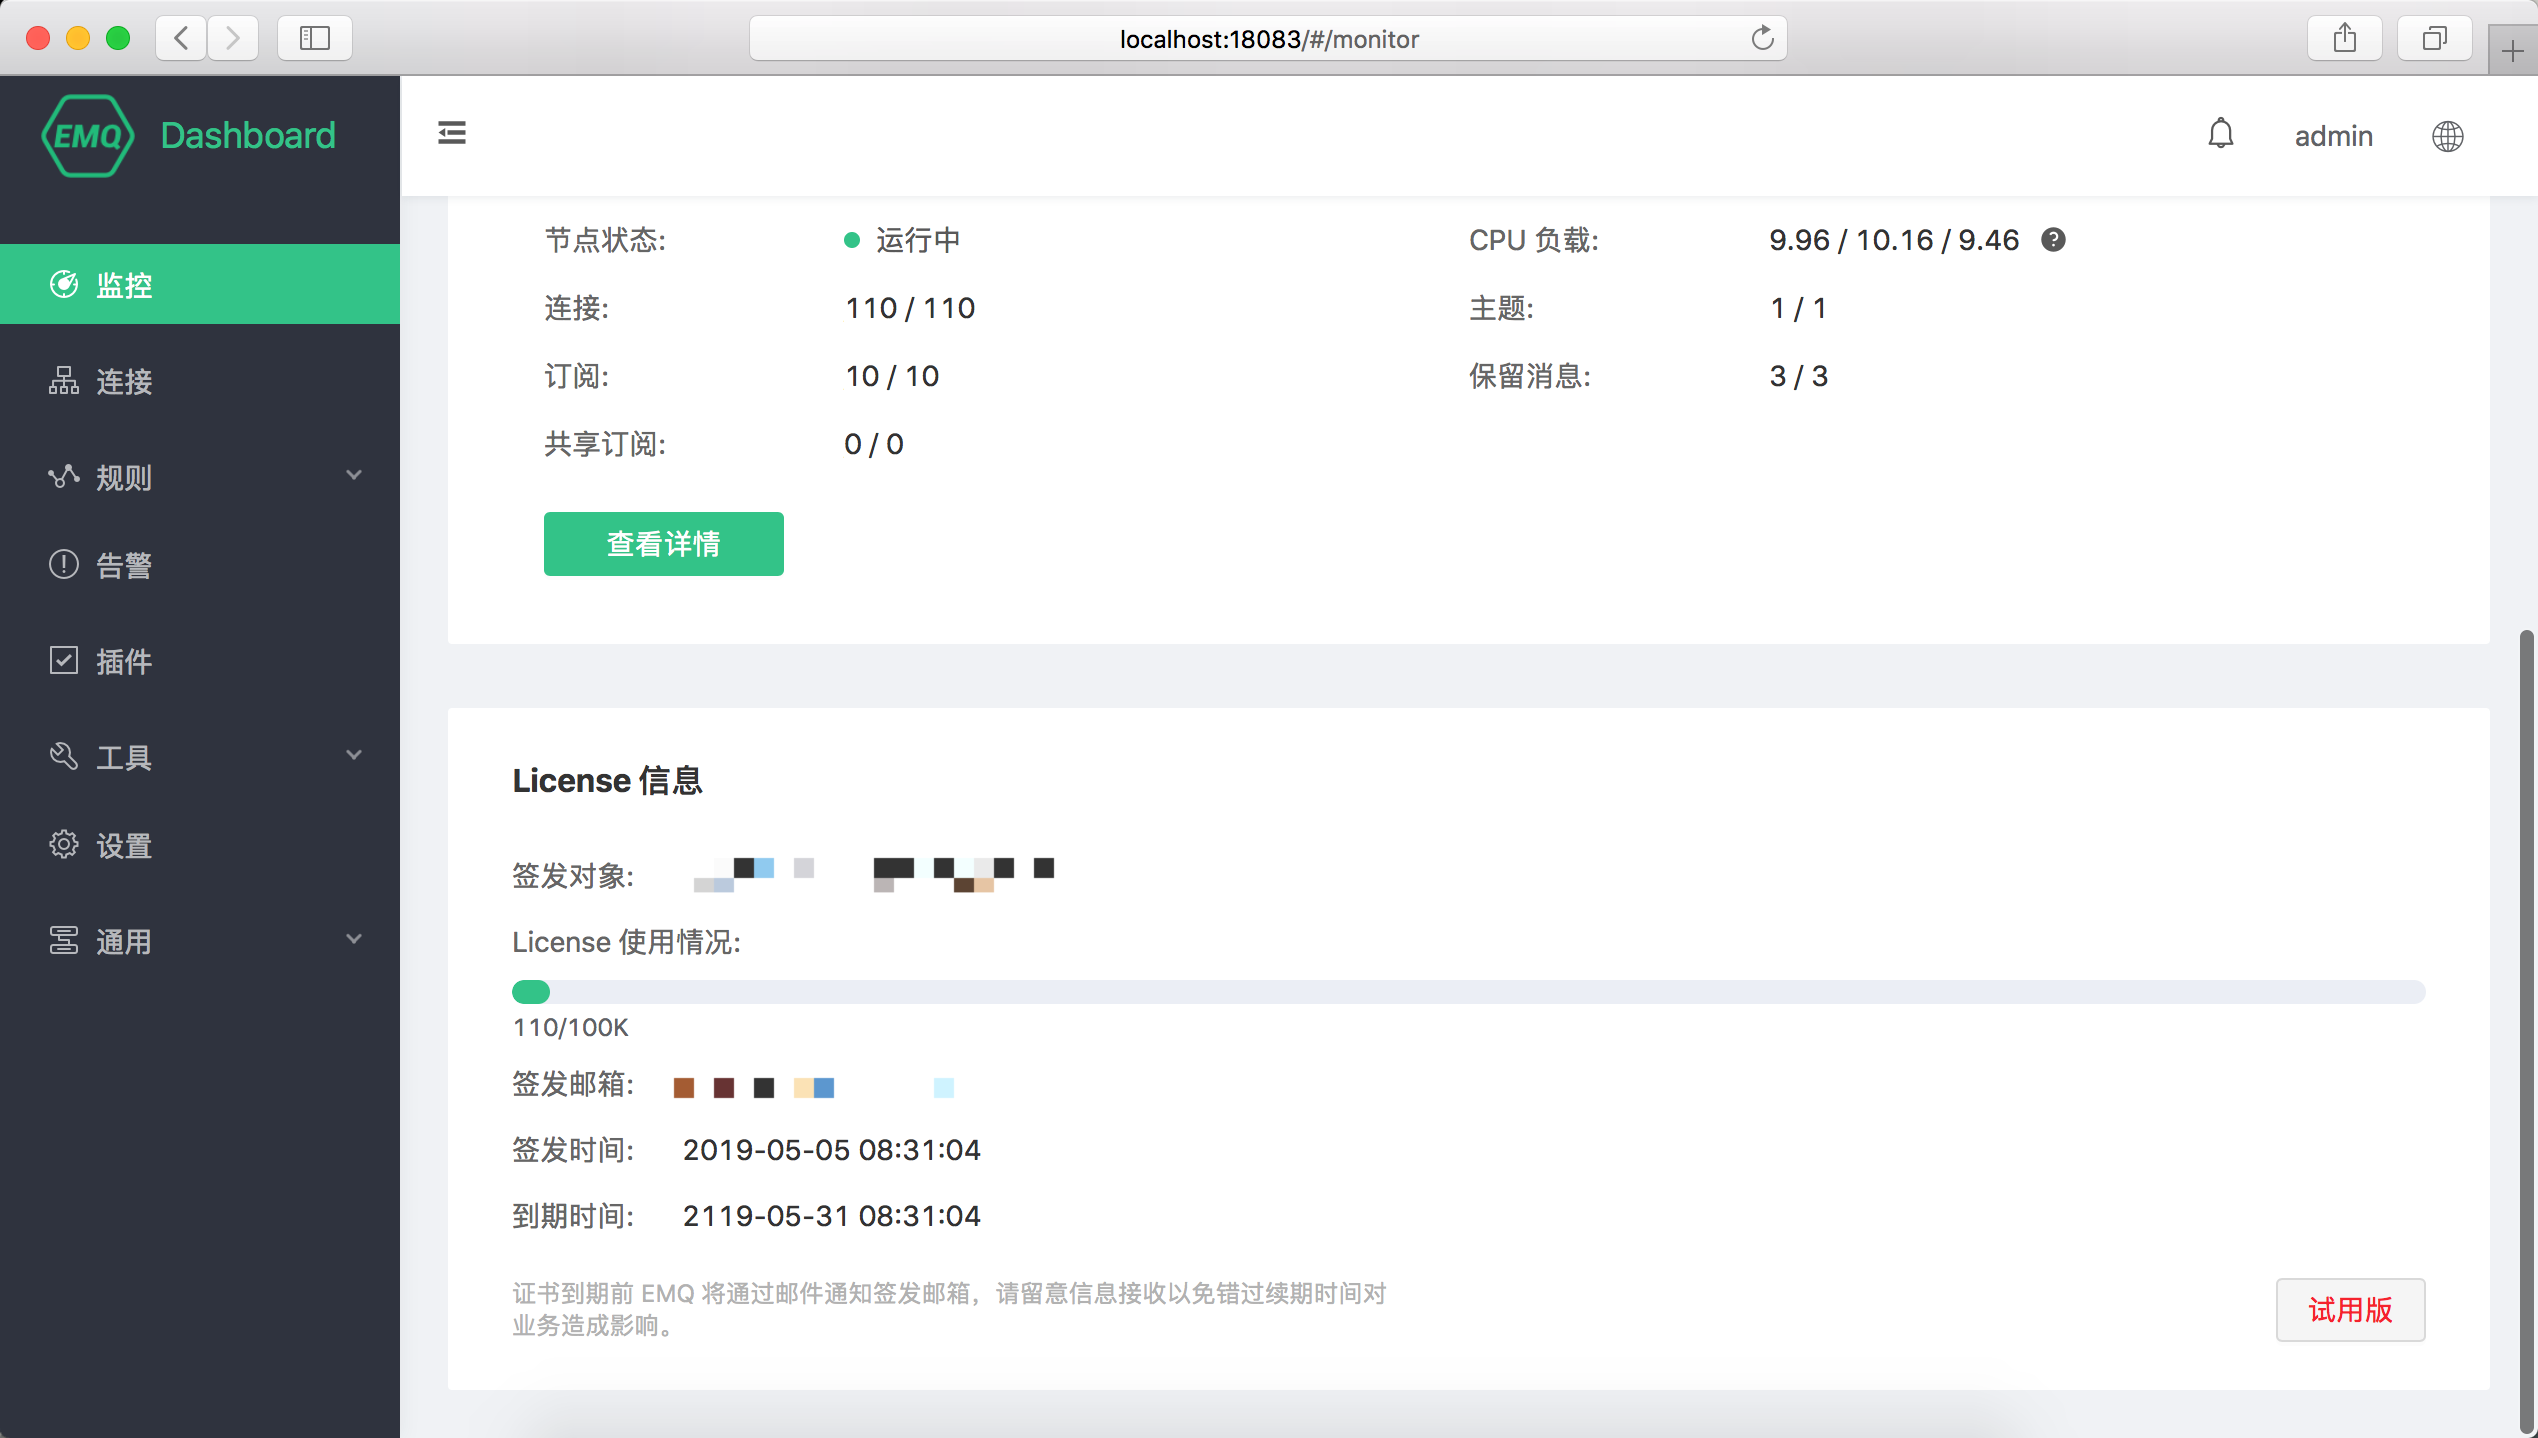 localhost:18083/#/monitor
EMQ Dashboard
admin
监控
连接
规则
告警
插件
工具
设置
通用
节点状态: 运行中 CPU 负载: 9.96 / 10.16 / 9.46
连接: 110 / 110 主题: 1 / 1
订阅: 10 / 10 保留消息: 3 / 3
共享订阅: 0 / 0
查看详情
License 信息
签发对象:
License 使用情况:
110/100K
签发邮箱:
签发时间: 2019-05-05 08:31:04
到期时间: 2119-05-31 08:31:04
证书到期前 EMQ 将通过邮件通知签发邮箱，请留意信息接收以免错过续期时间对
业务造成影响。
试用版